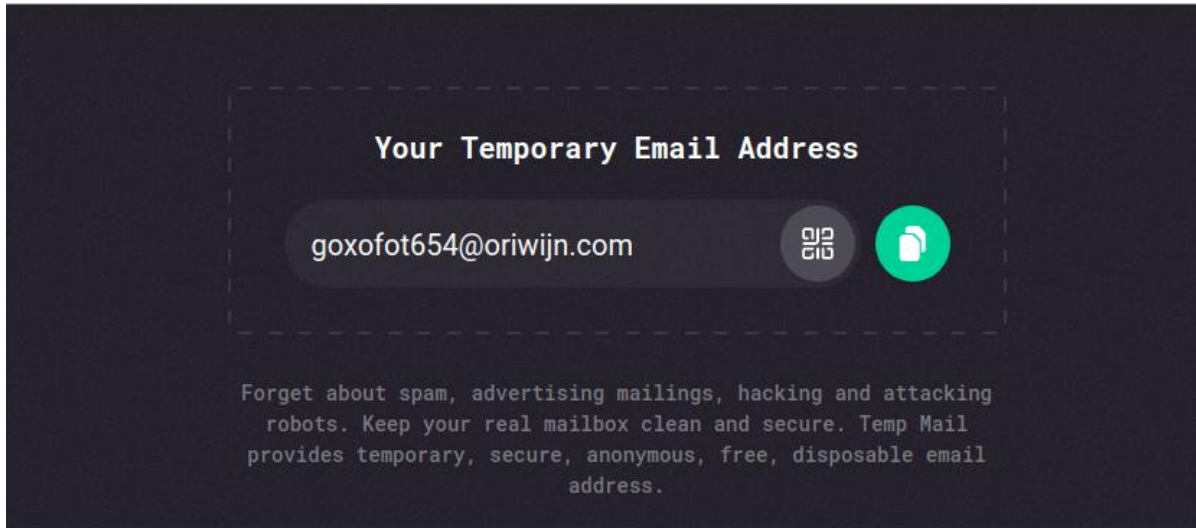 Your Temporary Email Address
goxofot654@oriwijn.com
Forget about spam, advertising mailings, hacking and attacking
robots. Keep your real mailbox clean and secure. Temp Mail
provides temporary, secure, anonymous, free, disposable email
address.